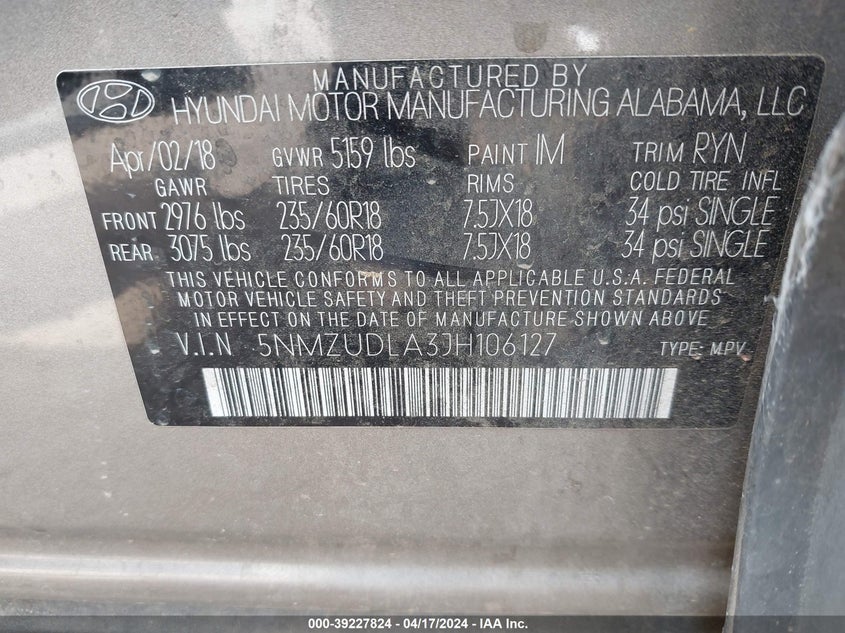 MANUFACTURED BY
HYUNDAI MOTOR MANUFACTURING ALABAMA, LLC
Apr/02/18 GVWR 5159 lbs PAINT IM TRIM RYN
GAWR TIRES RIMS COLD TIRE INFL
FRONT 2976 lbs 235/60R18 7.5JX18 34 psi SINGLE
REAR 3075 lbs 235/60R18 7.5JX18 34 psi SINGLE
THIS VEHICLE CONFORMS TO ALL APPLICABLE U.S.A. FEDERAL
MOTOR VEHICLE SAFETY AND THEFT PREVENTION STANDARDS
IN EFFECT ON THE DATE OF MANUFACTURE SHOWN ABOVE.
V.I.N 5NMZUDLA3JH106127 TYPE: MPV
000-39227824 - 04/17/2024 - IAAI.com